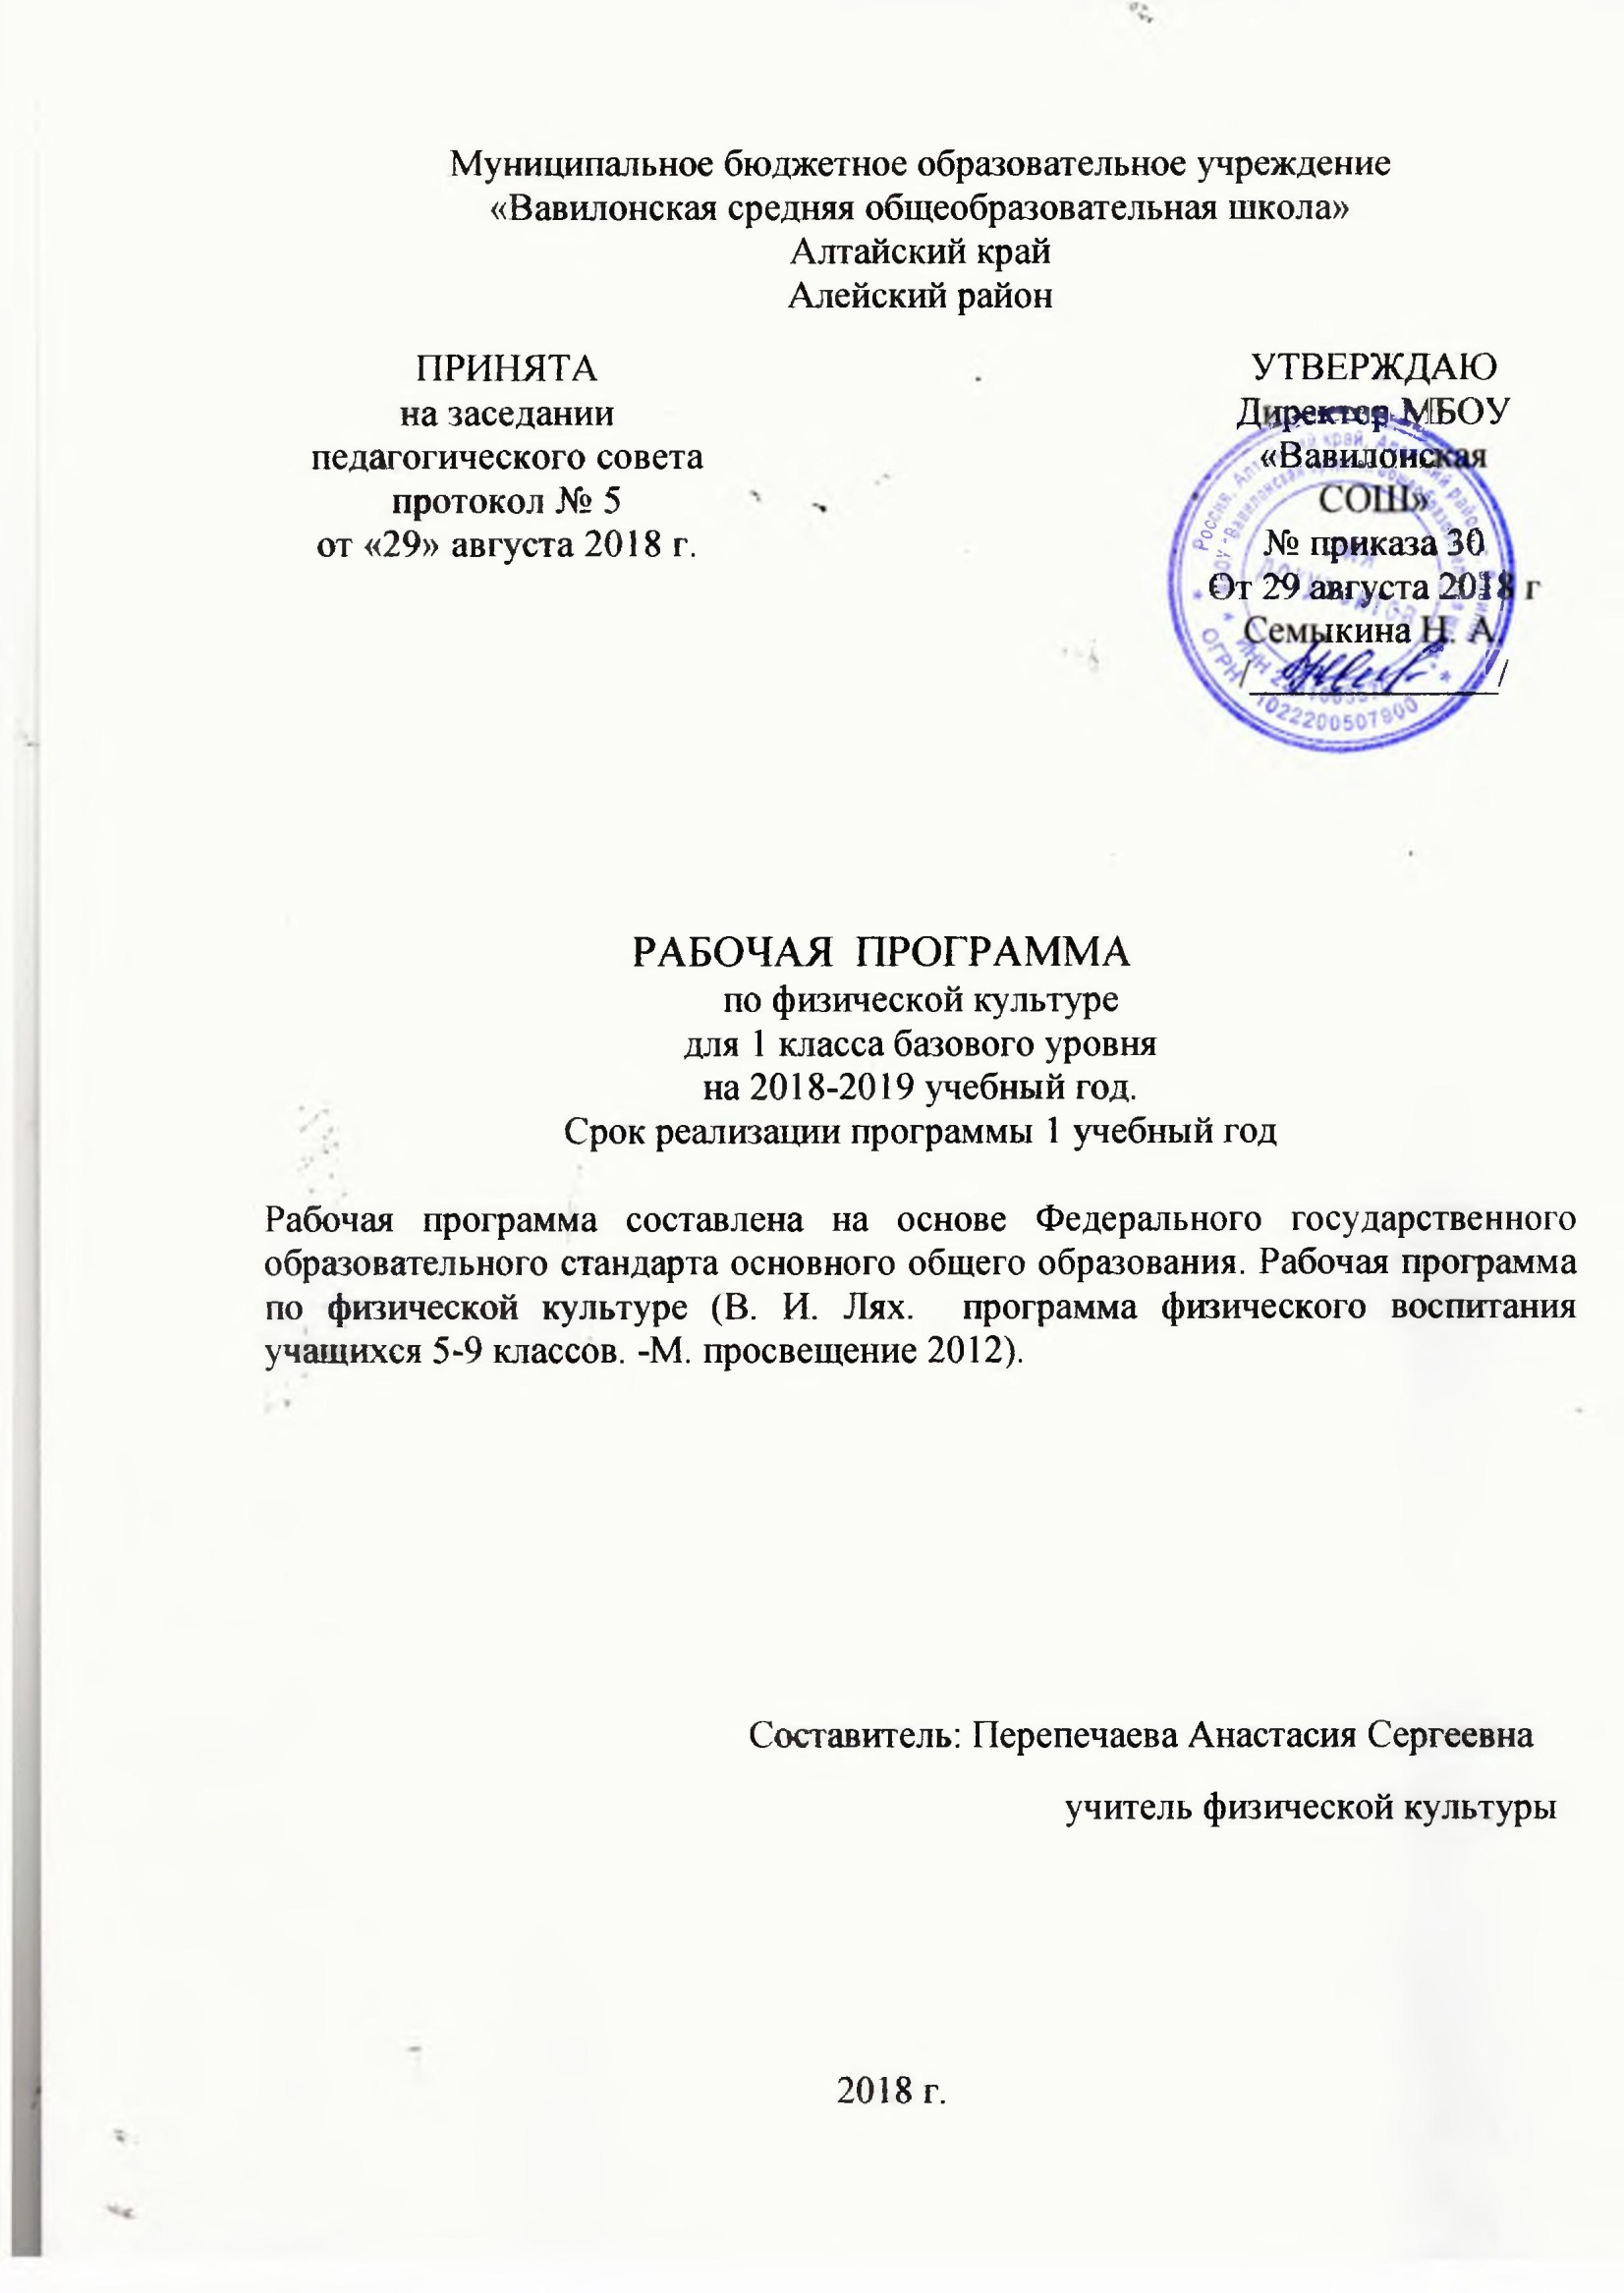 Муниципальное бюджетное образовательное учреждение
«Вавилонская средняя общеобразовательная школа»
Алтайский край
Алейский район
ПРИНЯТА
на заседании
педагогического совета
протокол № 5
от «29» августа 2018 г.
УТВЕРЖДАЮ
Директор МБОУ
«Вавилонская
СОШ»
№ приказа 30
От 29 августа 2018 г
Семыкина Н. А.
/ /
ОГРН 1022200507800
РАБОЧАЯ ПРОГРАММА
по физической культуре
для 1 класса базового уровня
на 2018-2019 учебный год.
Срок реализации программы 1 учебный год
Рабочая программа составлена на основе Федерального государственного
образовательного стандарта основного общего образования. Рабочая программа
по физической культуре (В. И. Лях. программа физического воспитания
учащихся 5-9 классов. -М. просвещение 2012).
Составитель: Перепечаева Анастасия Сергеевна
учитель физической культуры
2018 г.